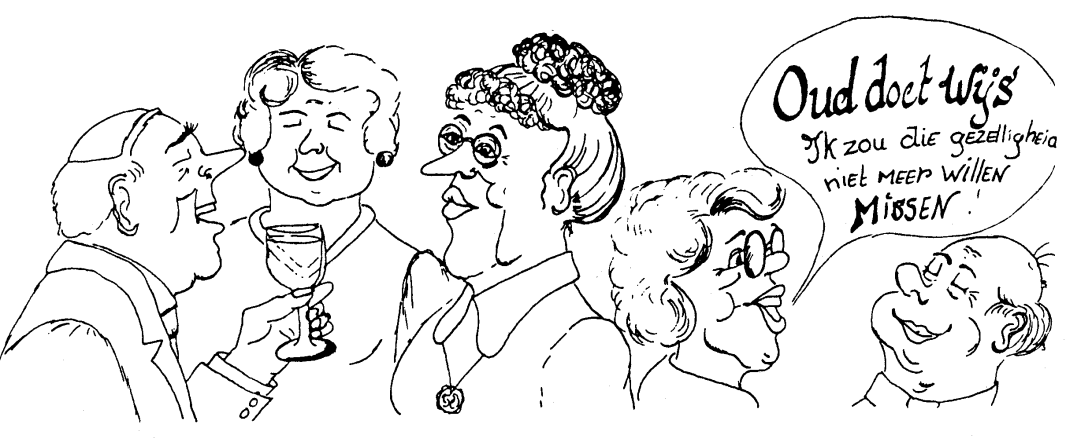 Oud doet wijs
Ik zou die gezelligheid
niet meer willen
MISSEN !